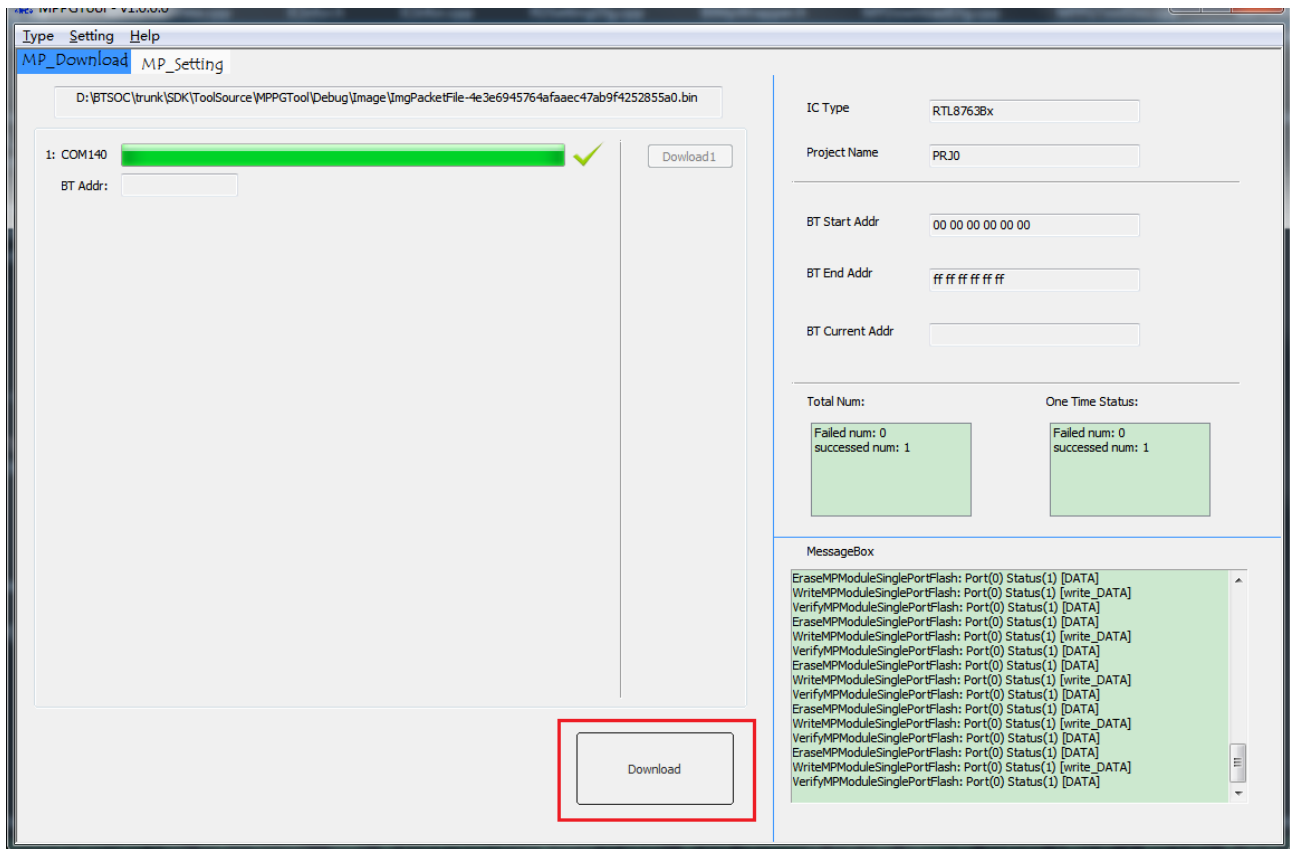 MPPGTool - v1.0.0.0
Type Setting Help
MP_Download MP_Setting
D:\BTSOC\trunk\SDK\ToolSource\MPPGTool\Debug\Image\ImgPacketFile-4e3e6945764afaaec47ab9f4252855a0.bin
1: COM140
Dowload1
BT Addr:
Download
IC Type RTL8763Bx
Project Name PRJ0
BT Start Addr 00 00 00 00 00 00
BT End Addr ff ff ff ff ff ff
BT Current Addr
Total Num:
Failed num: 0
successed num: 1
One Time Status:
Failed num: 0
successed num: 1
MessageBox
EraseMPModuleSinglePortFlash: Port(0) Status(1) [DATA]
WriteMPModuleSinglePortFlash: Port(0) Status(1) [write_DATA]
VerifyMPModuleSinglePortFlash: Port(0) Status(1) [DATA]
EraseMPModuleSinglePortFlash: Port(0) Status(1) [DATA]
WriteMPModuleSinglePortFlash: Port(0) Status(1) [write_DATA]
VerifyMPModuleSinglePortFlash: Port(0) Status(1) [DATA]
EraseMPModuleSinglePortFlash: Port(0) Status(1) [DATA]
WriteMPModuleSinglePortFlash: Port(0) Status(1) [write_DATA]
VerifyMPModuleSinglePortFlash: Port(0) Status(1) [DATA]
EraseMPModuleSinglePortFlash: Port(0) Status(1) [DATA]
WriteMPModuleSinglePortFlash: Port(0) Status(1) [write_DATA]
VerifyMPModuleSinglePortFlash: Port(0) Status(1) [DATA]
EraseMPModuleSinglePortFlash: Port(0) Status(1) [DATA]
WriteMPModuleSinglePortFlash: Port(0) Status(1) [write_DATA]
VerifyMPModuleSinglePortFlash: Port(0) Status(1) [DATA]